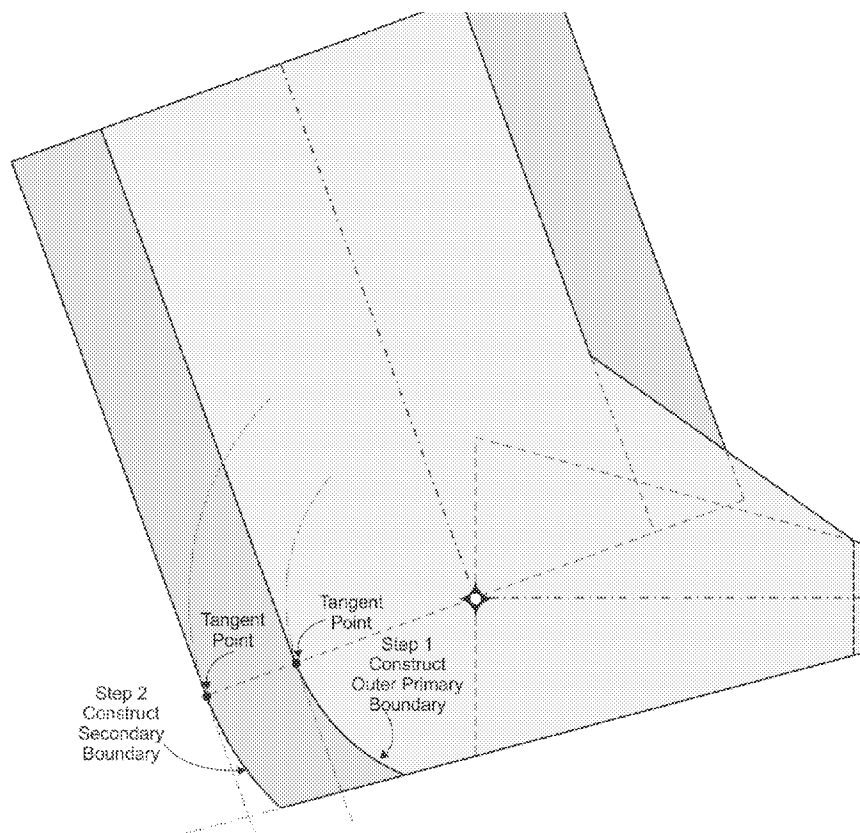 Tangent
Point
Tangent
Point
Step 1
Construct
Outer Primary
Boundary
Step 2
Construct
Secondary
Boundary